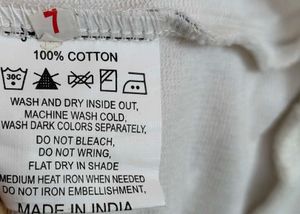 7
100% COTTON
30C
WASH AND DRY INSIDE OUT,
MACHINE WASH COLD,
WASH DARK COLORS SEPARATELY,
DO NOT BLEACH,
DO NOT WRING,
FLAT DRY IN SHADE
MEDIUM HEAT IRON WHEN NEEDED
DO NOT IRON EMBELLISHMENT,
MADE IN INDIA